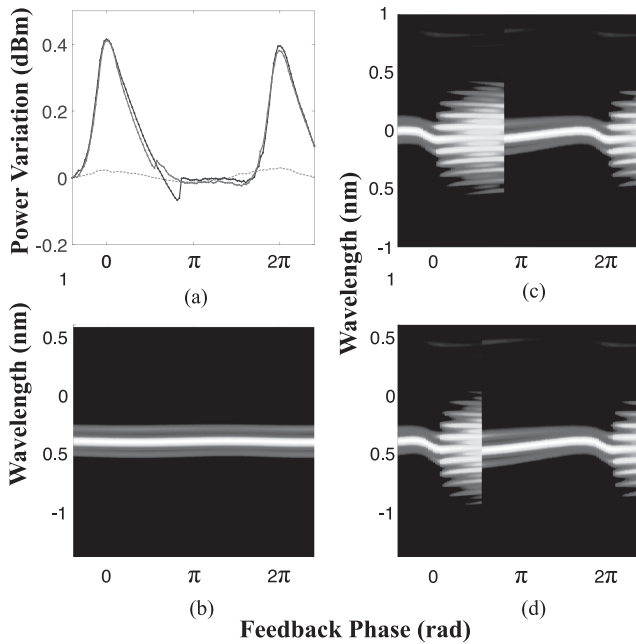 Power Variation (dBm)
0.4
0.2
0
-0.2
0
π
2π
(a)
Wavelength (nm)
1
0.5
0
0.5
-1
0
π
2π
(b)
Wavelength (nm)
1
0.5
0
0.5
-1
0
π
2π
(c)
1
0.5
0
0.5
-1
0
π
2π
(d)
Feedback Phase (rad)